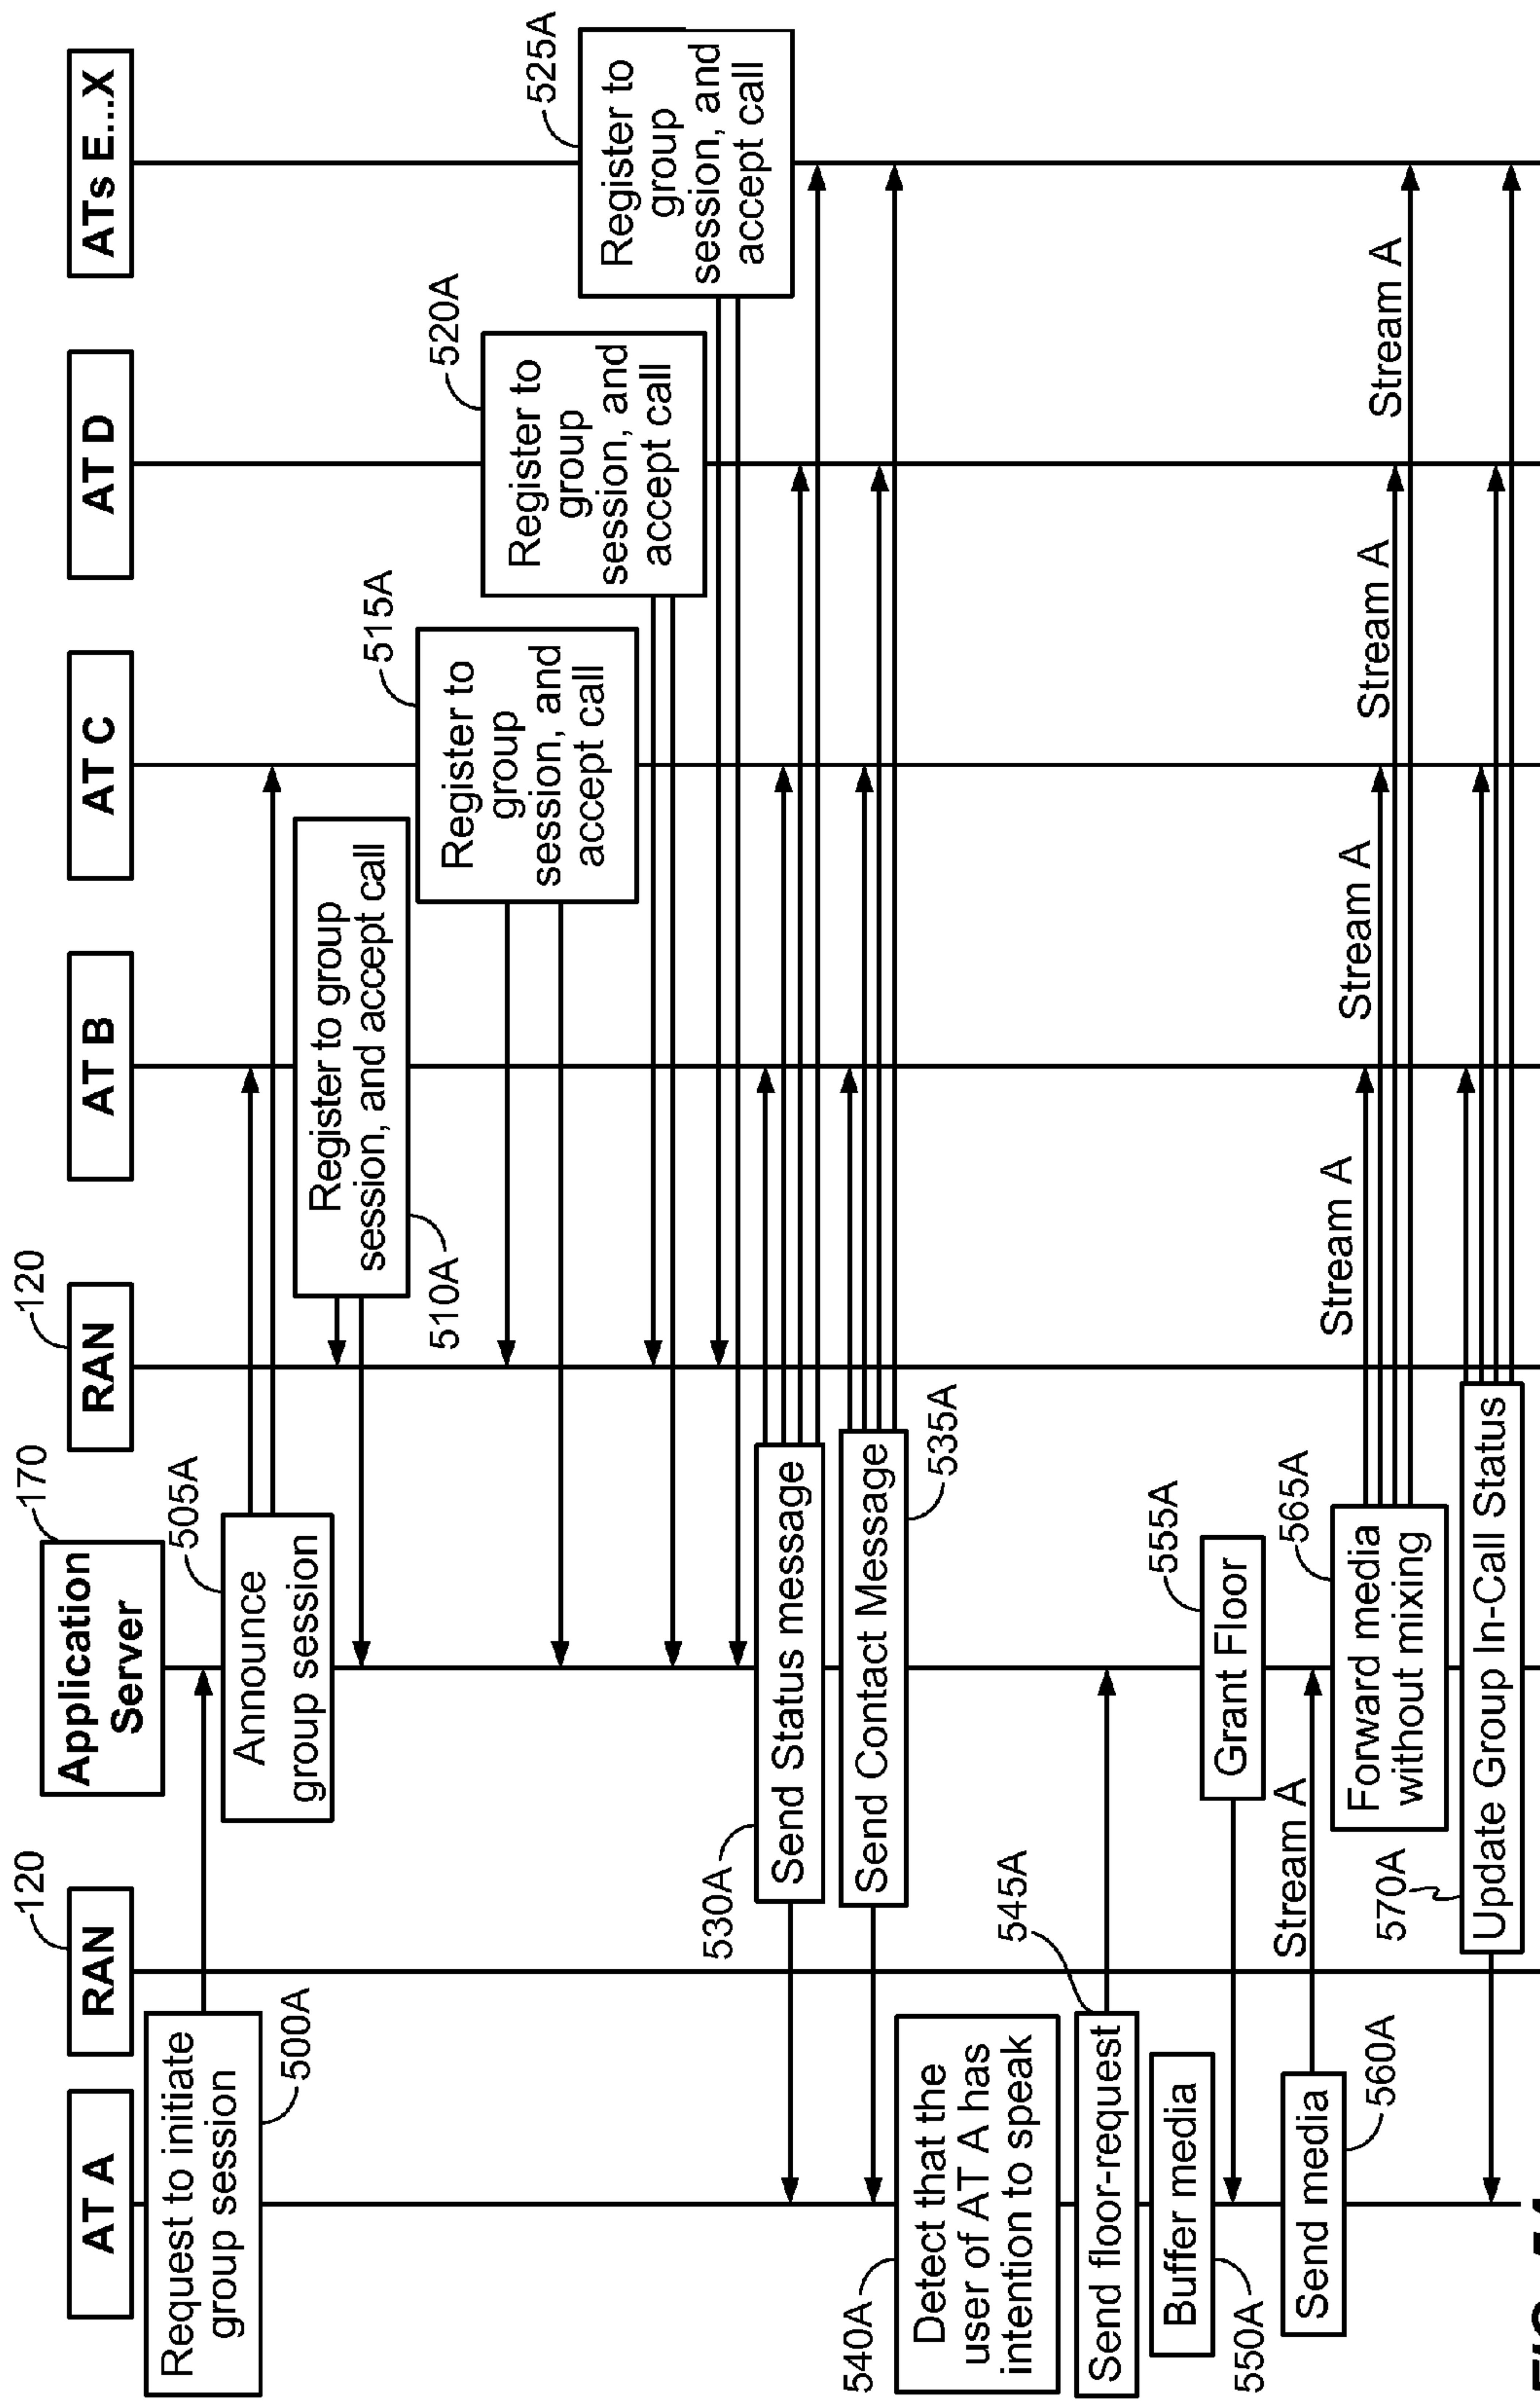 AT A
120
RAN
170
Application
Server
120
RAN
AT B
AT C
AT D
ATs E...X
Request to initiate
group session
500A
505A
Announce
group session
Register to group
session, and accept call
510A
515A
Register to
group
session, and
accept call
520A
Register to
group
session, and
accept call
525A
Register to
group
session, and
accept call
530A
Send Status message
Send Contact Message
535A
540A
Detect that the
user of AT A has
intention to speak
545A
Send floor-request
Buffer media
550A
555A
Grant Floor
Send media
560A
Stream A
565A
Forward media
without mixing
Stream A
Stream A
Stream A
Stream A
570A
Update Group In-Call Status